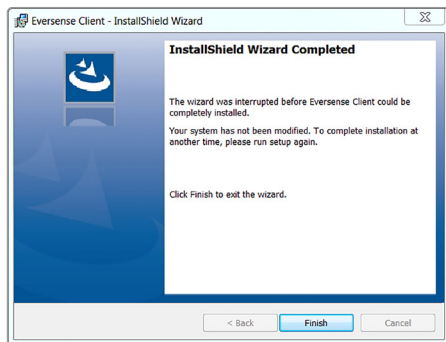 Eversense Client - InstallShield Wizard
InstallShield Wizard Completed
The wizard was interrupted before Eversense Client could be
completely installed.
Your system has not been modified. To complete installation at
another time, please run setup again.
Click Finish to exit the wizard.
< Back
Finish
Cancel